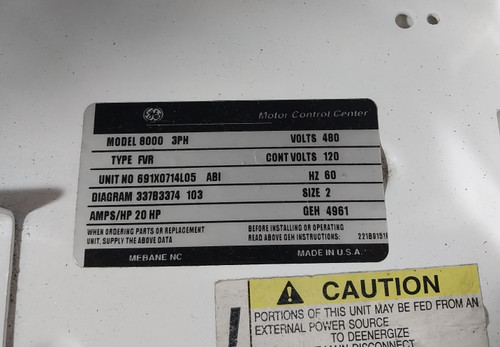 Motor Control Center
MODEL 8000 3PH VOLTS 480
TYPE FVR CONT VOLTS 120
UNIT NO 691X0714L05 ABI HZ 60
DIAGRAM 337B3374 103 SIZE 2
AMPS/HP 20 HP GEH 4961
WHEN ORDERING PARTS OR REPLACEMENT
UNIT, SUPPLY THE ABOVE DATA
BEFORE INSTALLING OR OPERATING
READ ABOVE GEH INSTRUCTIONS:
MEBANE NC MADE IN U.S.A.
CAUTION
PORTIONS OF THIS UNIT MAY BE FED FROM AN
EXTERNAL POWER SOURCE
TO DEENERGIZE
MAIN DISCONNECT